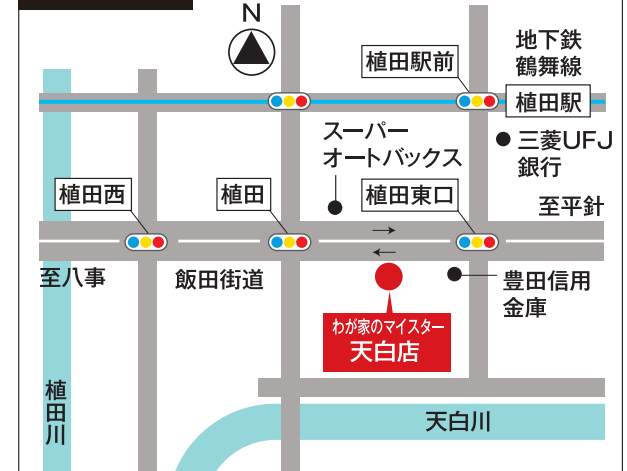 N
地下鉄
鶴舞線
植田駅前
植田駅
スーパー
オートバックス
三菱UFJ
銀行
植田西
植田
植田東口
至平針
→
←
至八事
飯田街道
豊田信用
金庫
わが家のマイスター
天白店
植田川
天白川